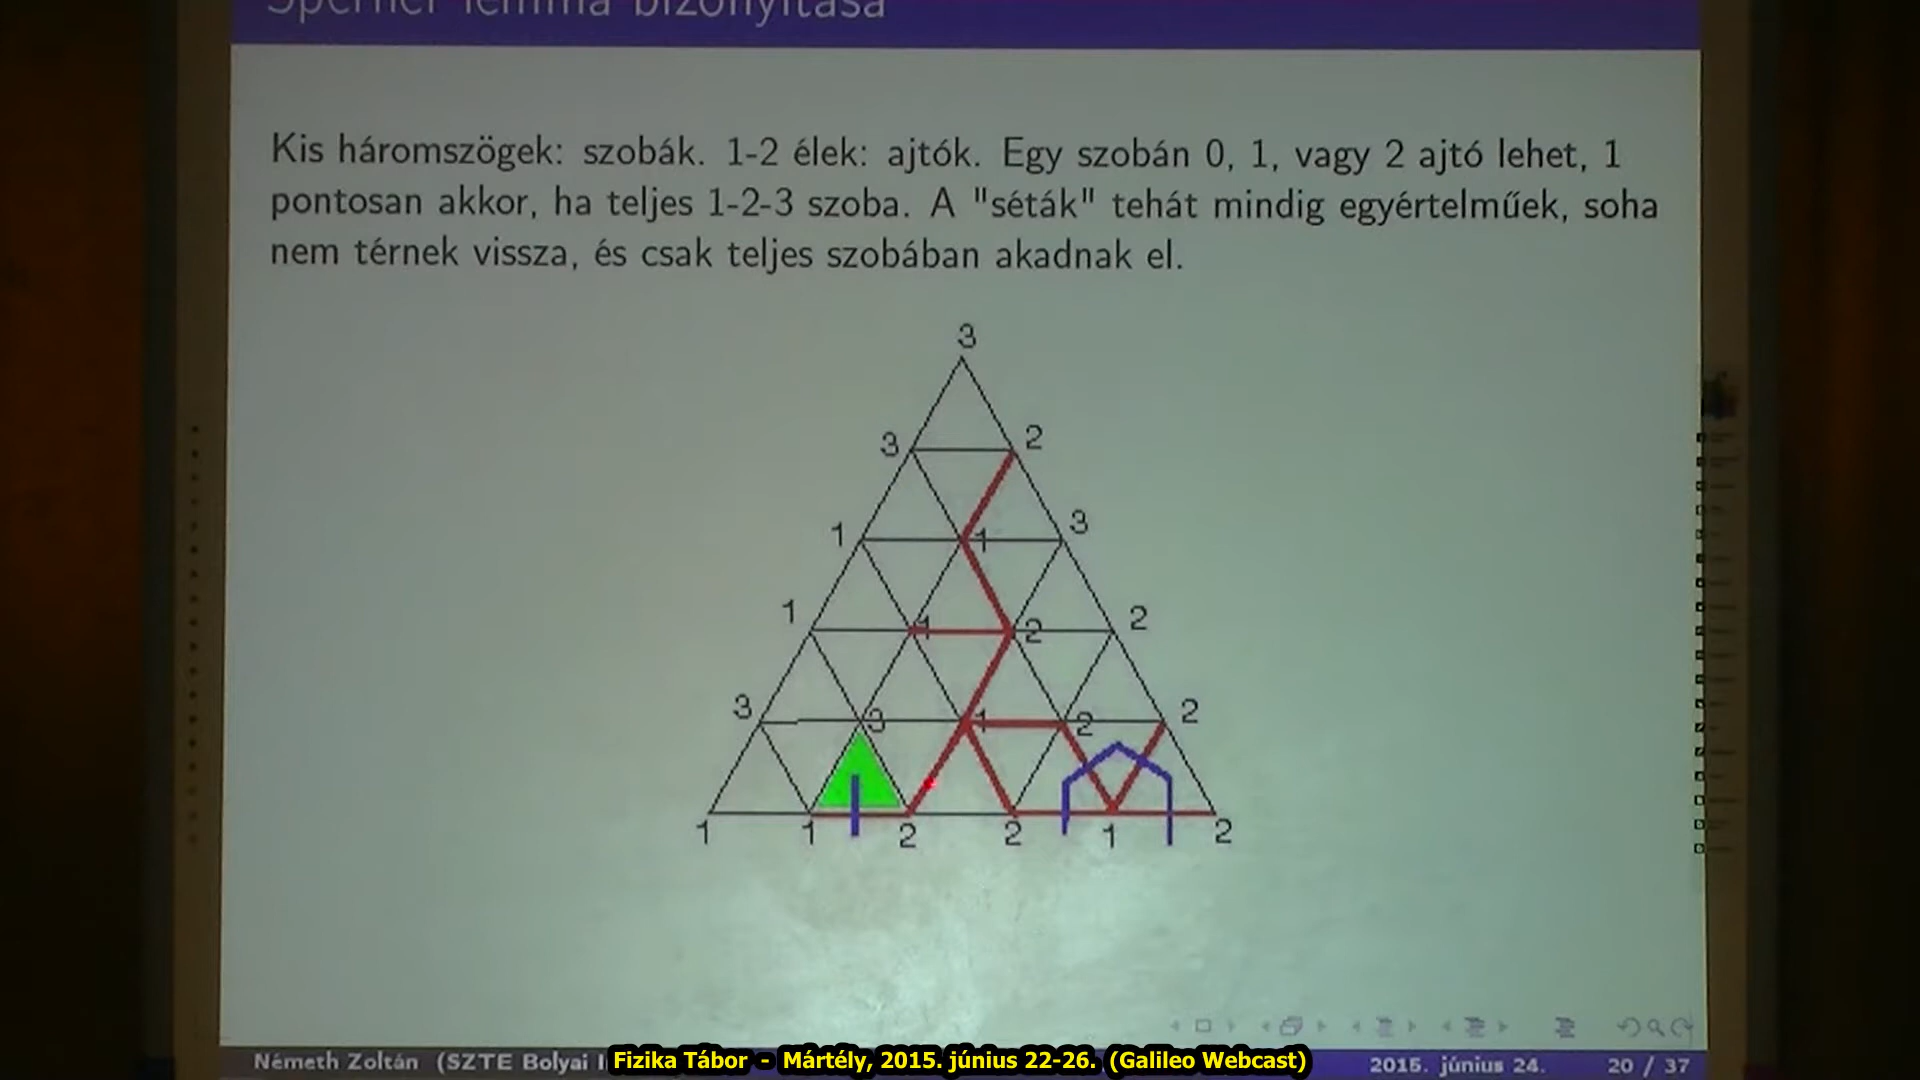 Sperner lemma bizonyítása
Kis háromszögek: szobák. 1-2 élek: ajtók. Egy szobán 0, 1, vagy 2 ajtó lehet, 1
pontosan akkor, ha teljes 1-2-3 szoba. A "séták" tehát mindig egyértelműek, soha
nem térnek vissza, és csak teljes szobában akadnak el.
3
3 2
1 1 3
1 1 2 2
3 3 1 2 2
1 1 2 2 1 2
Németh Zoltán (SZTE Bolyai I
Fizika Tábor - Mártély, 2015. június 22-26. (Galileo Webcast)
2015. június 24. 20 / 37